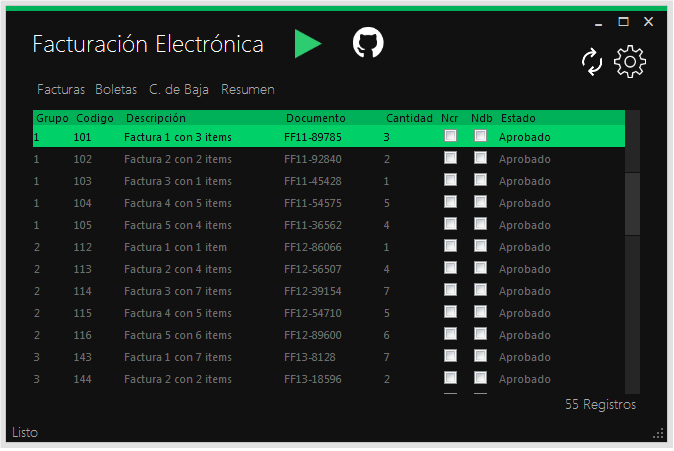 Facturación Electrónica
Facturas Boletas C. de Baja Resumen
Grupo Codigo Descripción Documento Cantidad Ncr Ndb Estado
1 101 Factura 1 con 3 items FF11-89785 3 Aprobado
1 102 Factura 2 con 2 items FF11-92840 2 Aprobado
1 103 Factura 3 con 1 items FF11-45428 1 Aprobado
1 104 Factura 4 con 5 items FF11-54575 5 Aprobado
1 105 Factura 5 con 4 items FF11-36562 4 Aprobado
2 112 Factura 1 con 1 item FF12-86066 1 Aprobado
2 113 Factura 2 con 4 items FF12-56507 4 Aprobado
2 114 Factura 3 con 7 items FF12-39154 7 Aprobado
2 115 Factura 4 con 5 items FF12-54710 5 Aprobado
2 116 Factura 5 con 6 items FF12-89600 6 Aprobado
3 143 Factura 1 con 7 items FF13-8128 7 Aprobado
3 144 Factura 2 con 2 items FF13-18596 2 Aprobado
55 Registros
Listo